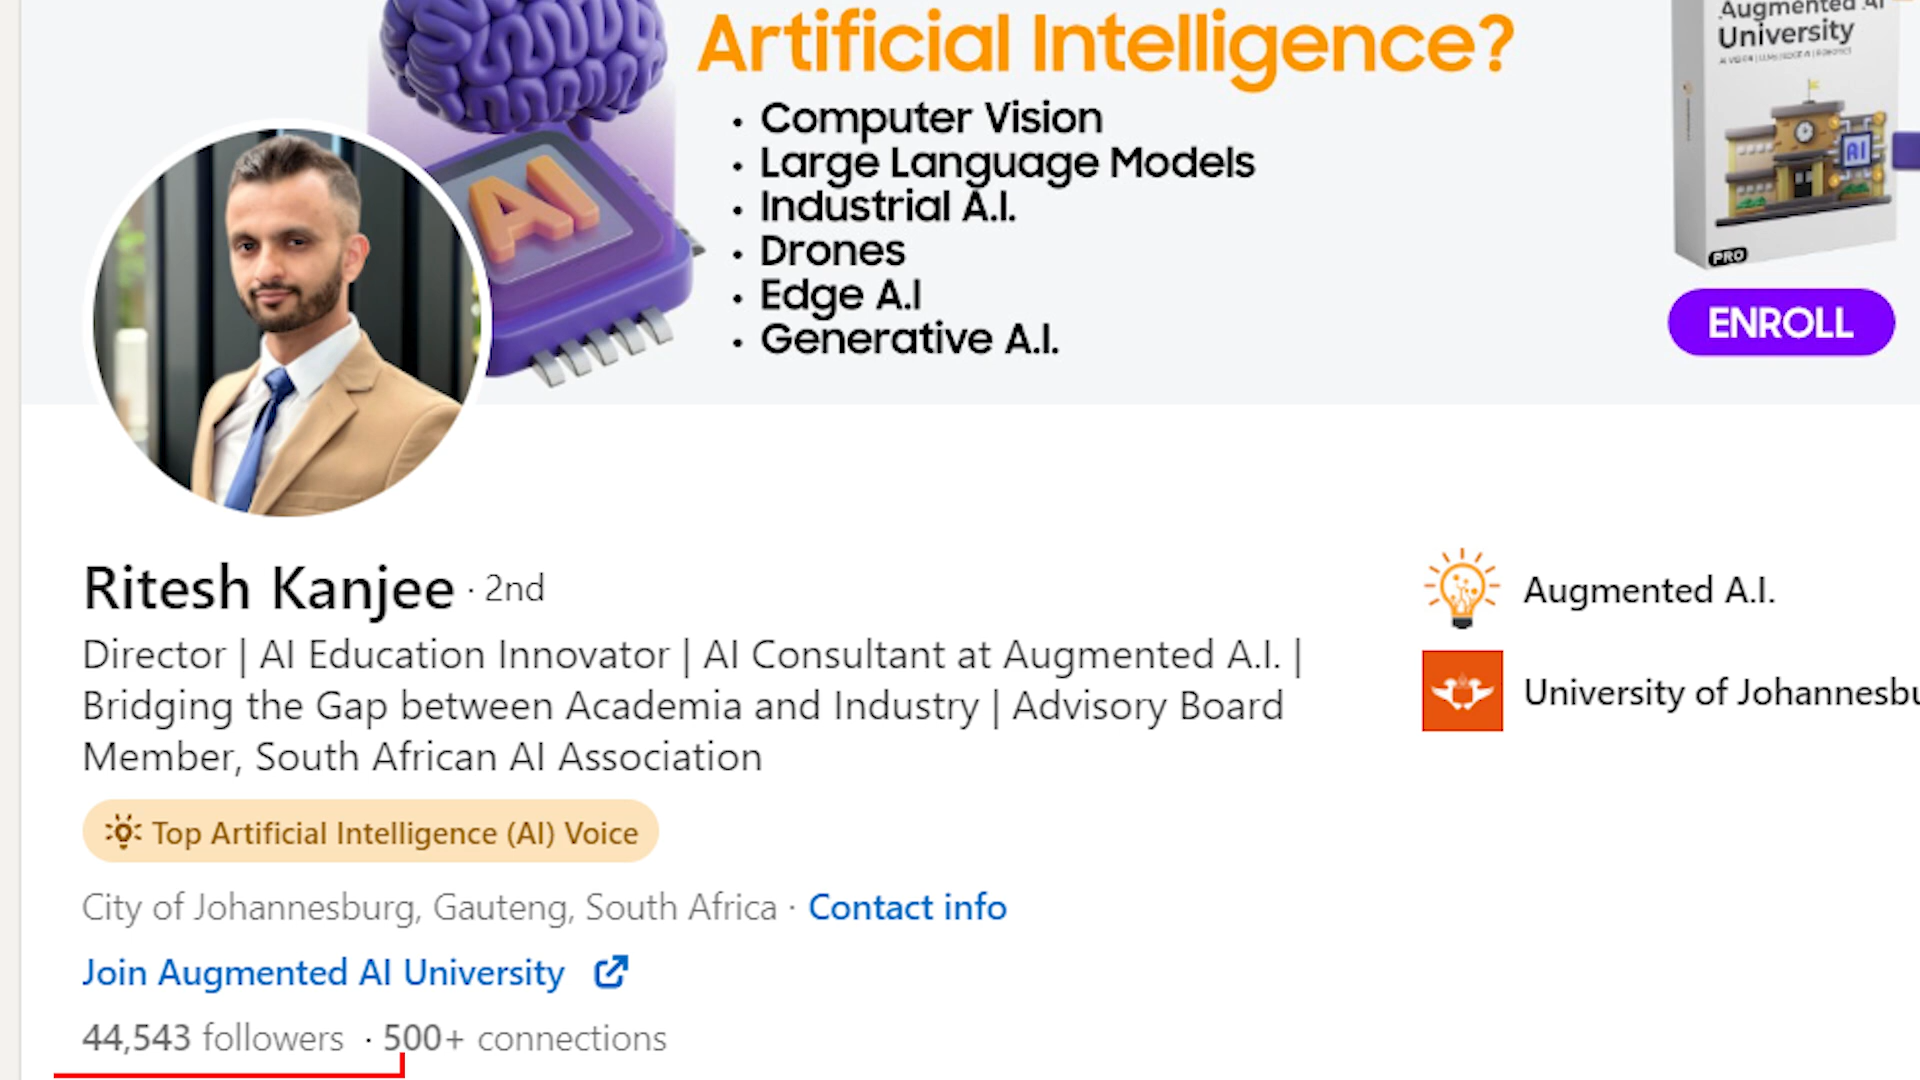 Artificial Intelligence?
• Computer Vision
• Large Language Models
• Industrial A.I.
• Drones
• Edge A.I
• Generative A.I.
AI
Augmented AI
University
AI
PRO
ENROLL
Ritesh Kanjee · 2nd
Director | AI Education Innovator | AI Consultant at Augmented A.I. |
Bridging the Gap between Academia and Industry | Advisory Board
Member, South African AI Association
Top Artificial Intelligence (AI) Voice
City of Johannesburg, Gauteng, South Africa · Contact info
Join Augmented AI University
44,543 followers · 500+ connections
Augmented A.I.
University of Johannesbu